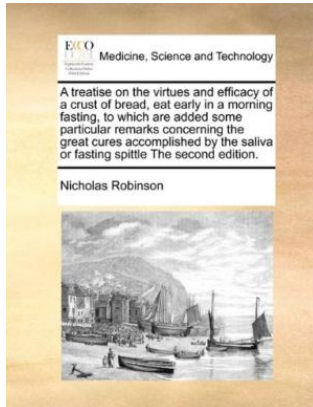 ECCO
Medicine, Science and Technology
A treatise on the virtues and efficacy of
a crust of bread, eat early in a morning
fasting, to which are added some
particular remarks concerning the
great cures accomplished by the saliva
or fasting spittle The second edition.
Nicholas Robinson